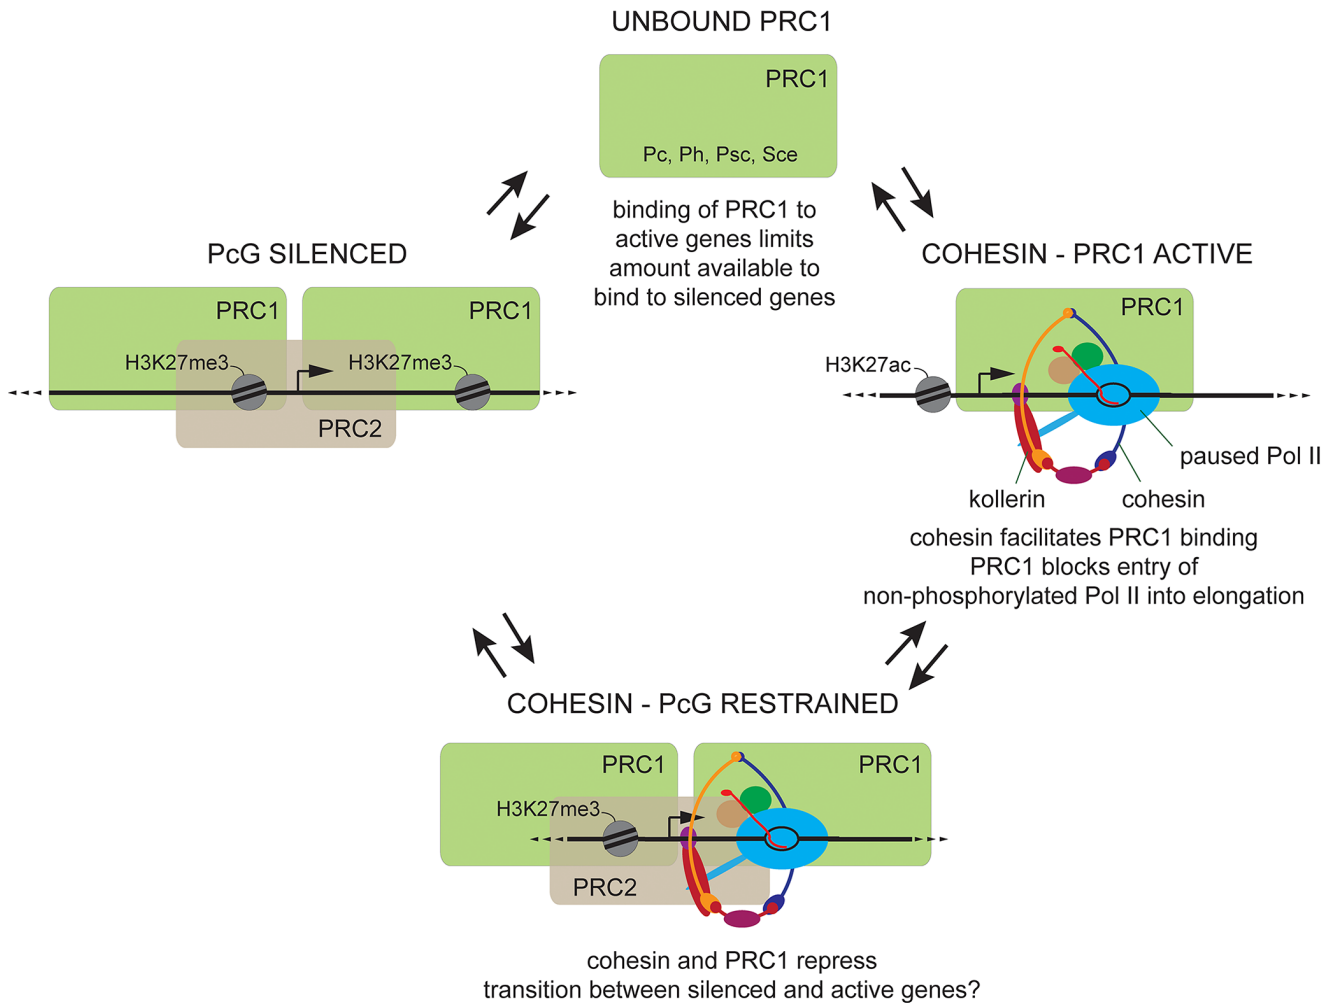 UNBOUND PRC1
PRC1
Pc, Ph, Psc, Sce
binding of PRC1 to
active genes limits
amount available to
bind to silenced genes
PcG SILENCED
PRC1
PRC1
H3K27me3
H3K27me3
PRC2
COHESIN - PRC1 ACTIVE
PRC1
H3K27ac
paused Pol II
kollerin
cohesin
cohesin facilitates PRC1 binding
PRC1 blocks entry of
non-phosphorylated Pol II into elongation
COHESIN - PcG RESTRAINED
PRC1
PRC1
H3K27me3
PRC2
cohesin and PRC1 repress
transition between silenced and active genes?